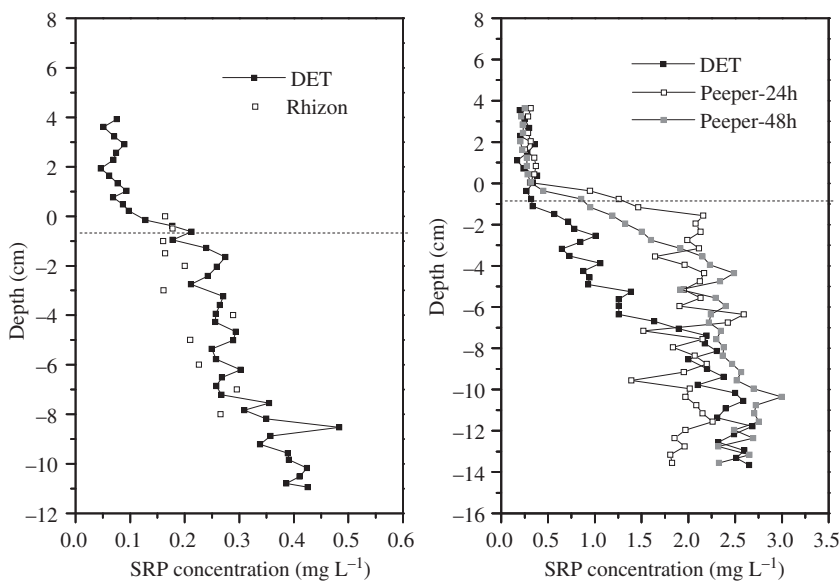 8
6
4
2
0
−2
−4
−6
−8
−10
−12
Depth (cm)
DET
Rhizon
0.0 0.1 0.2 0.3 0.4 0.5 0.6
SRP concentration (mg L⁻¹)
8
6
4
2
0
−2
−4
−6
−8
−10
−12
−14
−16
Depth (cm)
DET
Peeper-24h
Peeper-48h
0.0 0.5 1.0 1.5 2.0 2.5 3.0 3.5
SRP concentration (mg L⁻¹)